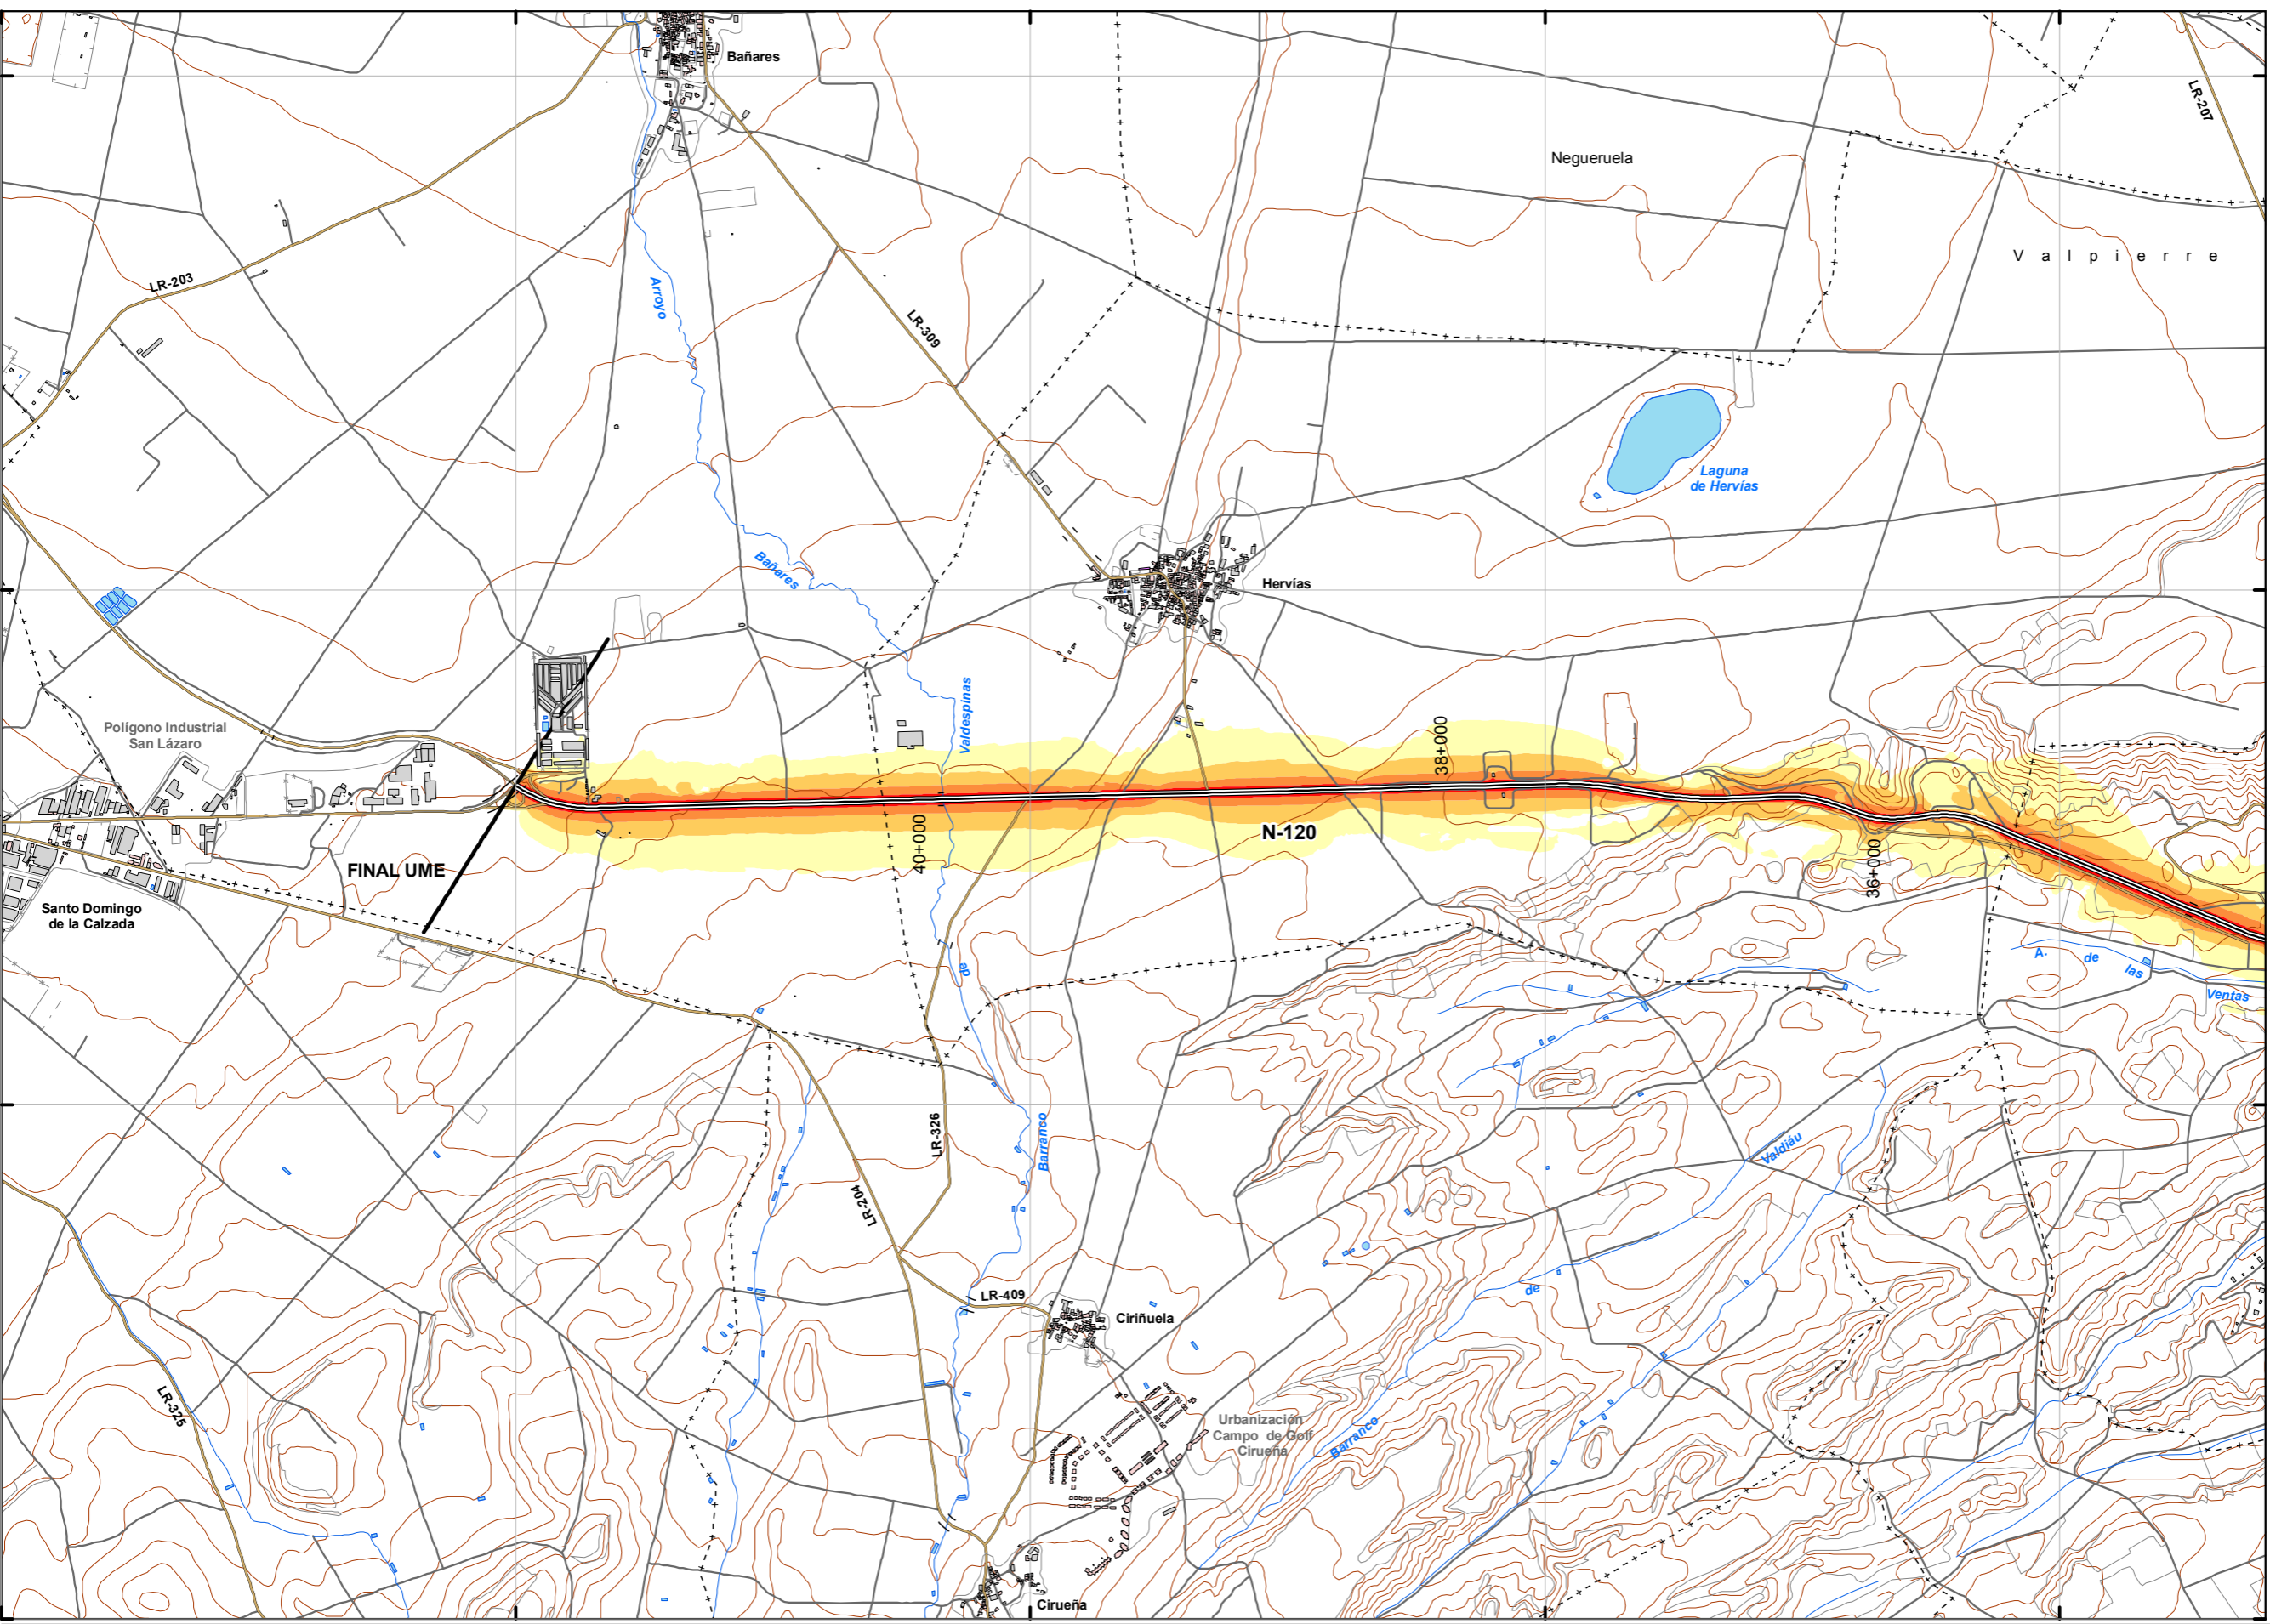 Bañares
LR-207
Negueruela
Valpierre
LR-203
Arroyo
LR-309
Laguna
de Hervías
Bañares
Hervías
Valdespinas
Polígono Industrial
San Lázaro
38+000
N-120
40+000
36+000
FINAL UME
Santo Domingo
de la Calzada
de
A. de las Ventas
LR-326
Barranco
Valdiáu
LR-204
de
LR-409
Ciriñuela
LR-325
Urbanización
Campo de Golf
Cirueña
Barranco
Cirueña